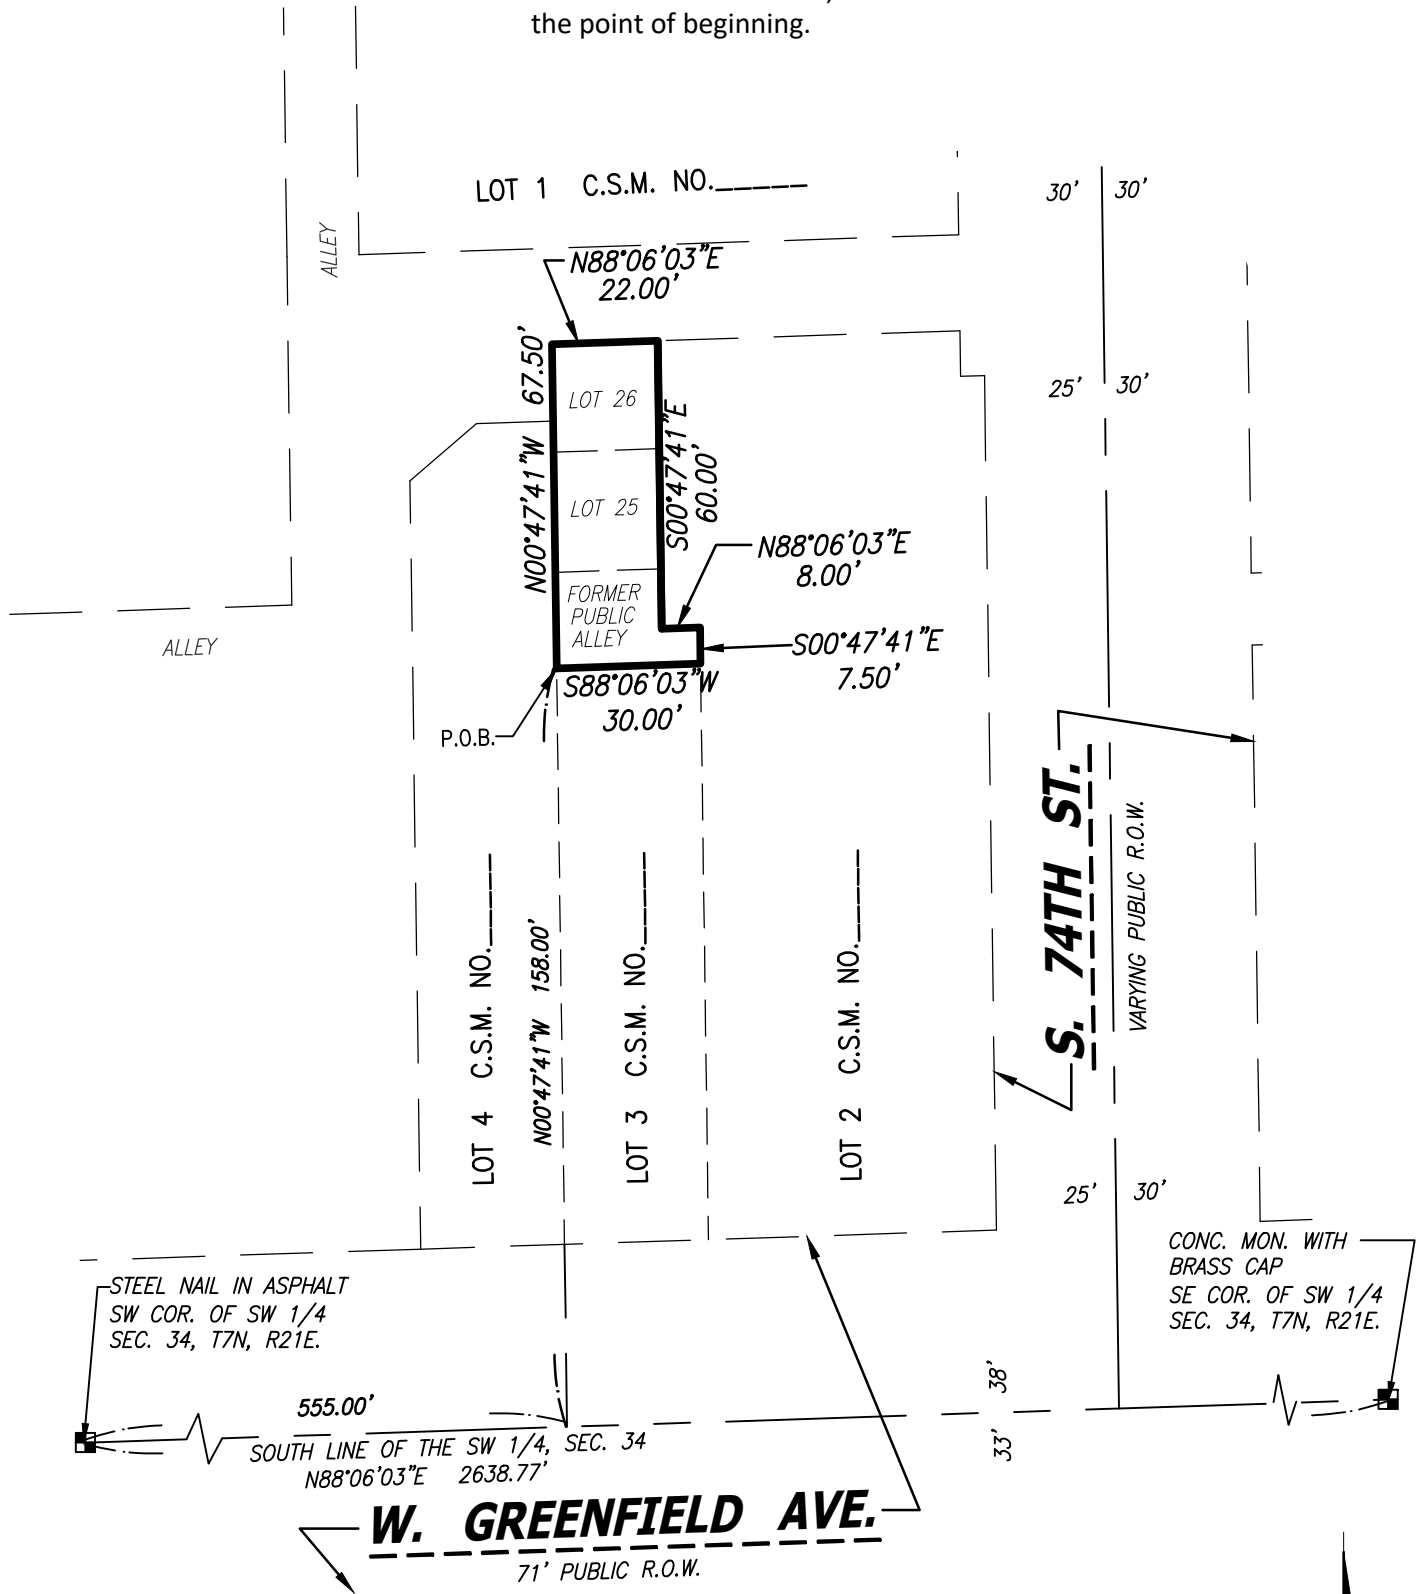 the point of beginning.
LOT 1 C.S.M. NO._____
30' 30'
ALLEY
N88°06'03"E
22.00'
N00°47'41"W 67.50'
LOT 26
S00°47'41"E
60.00'
25' 30'
LOT 25
N88°06'03"E
8.00'
FORMER
PUBLIC
ALLEY
ALLEY
S00°47'41"E
7.50'
S88°06'03"W
30.00'
P.O.B.
S. 74TH ST.
VARYING PUBLIC R.O.W.
LOT 4 C.S.M. NO._____
N00°47'41"W 158.00'
LOT 3 C.S.M. NO._____
LOT 2 C.S.M. NO._____
25' 30'
STEEL NAIL IN ASPHALT
SW COR. OF SW 1/4
SEC. 34, T7N, R21E.
CONC. MON. WITH
BRASS CAP
SE COR. OF SW 1/4
SEC. 34, T7N, R21E.
555.00'
38'
33'
SOUTH LINE OF THE SW 1/4, SEC. 34
N88°06'03"E 2638.77'
W. GREENFIELD AVE.
71' PUBLIC R.O.W.